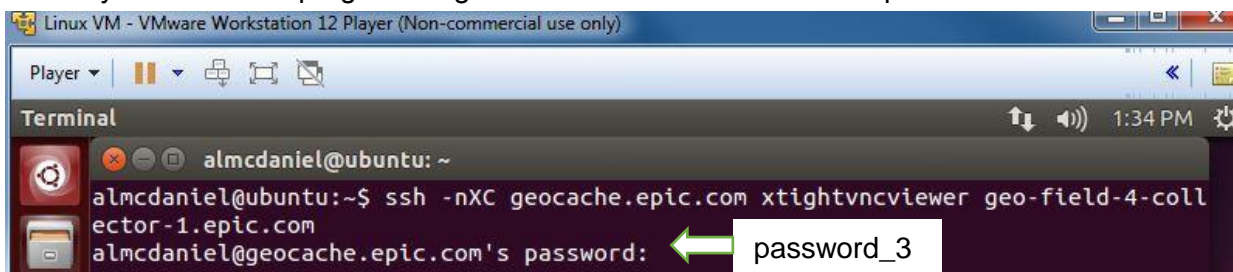 Linux VM - VMware Workstation 12 Player (Non-commercial use only)
Player
Terminal
1:34 PM
almcdaniel@ubuntu: ~
almcdaniel@ubuntu:~$ ssh -nXC geocache.epic.com xtightvncviewer geo-field-4-coll
ector-1.epic.com
almcdaniel@geocache.epic.com's password:
password_3